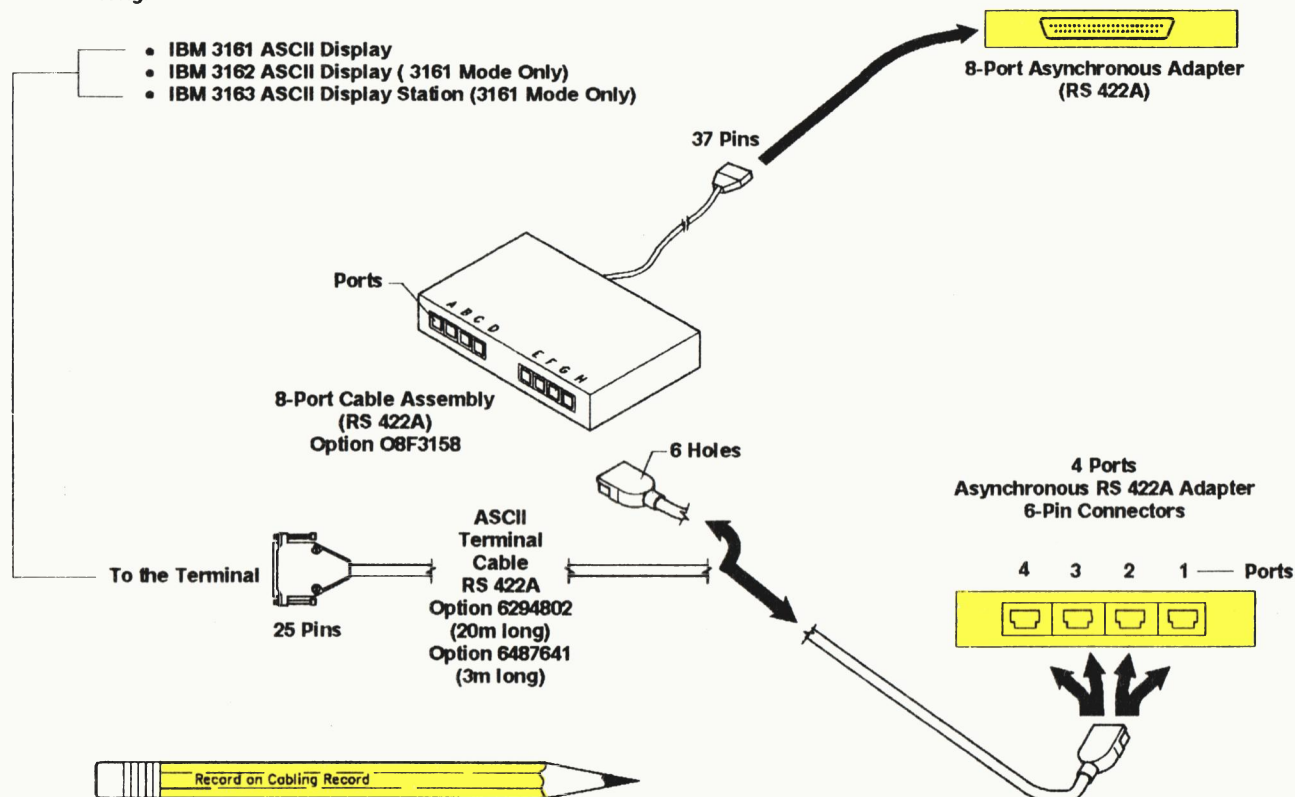 • IBM 3161 ASCII Display
• IBM 3162 ASCII Display ( 3161 Mode Only)
• IBM 3163 ASCII Display Station (3161 Mode Only)
8-Port Asynchronous Adapter
(RS 422A)
37 Pins
Ports
A B C D
E F G H
8-Port Cable Assembly
(RS 422A)
Option O8F3158
6 Holes
4 Ports
Asynchronous RS 422A Adapter
6-Pin Connectors
4 3 2 1 Ports
To the Terminal
25 Pins
ASCII
Terminal
Cable
RS 422A
Option 6294802
(20m long)
Option 6487641
(3m long)
Record on Cabling Record